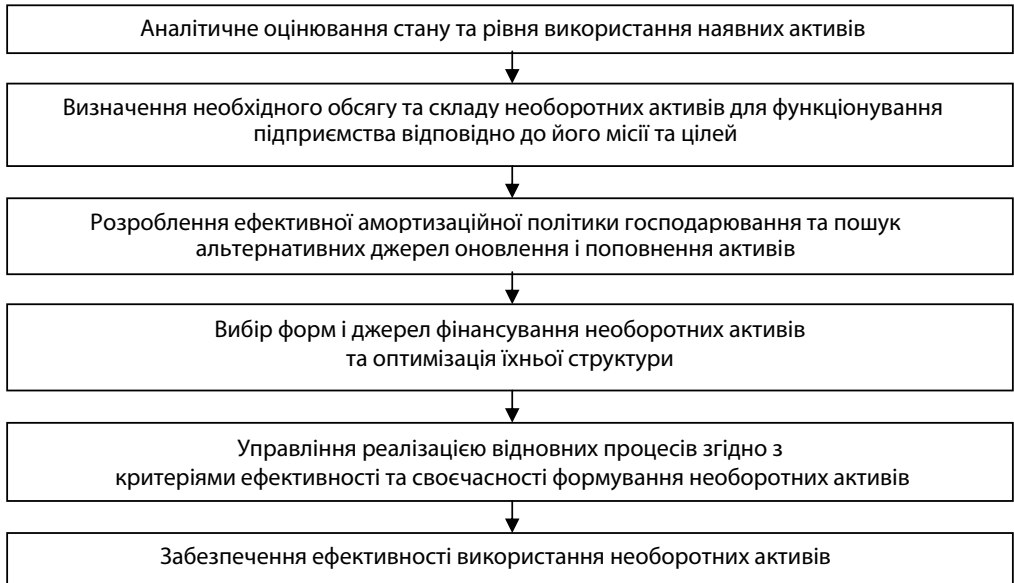 Аналітичне оцінювання стану та рівня використання наявних активів
Визначення необхідного обсягу та складу необоротних активів для функціонування
підприємства відповідно до його місії та цілей
Розроблення ефективної амортизаційної політики господарювання та пошук
альтернативних джерел оновлення і поповнення активів
Вибір форм і джерел фінансування необоротних активів
та оптимізація їхньої структури
Управління реалізацією відновних процесів згідно з
критеріями ефективності та своєчасності формування необоротних активів
Забезпечення ефективності використання необоротних активів